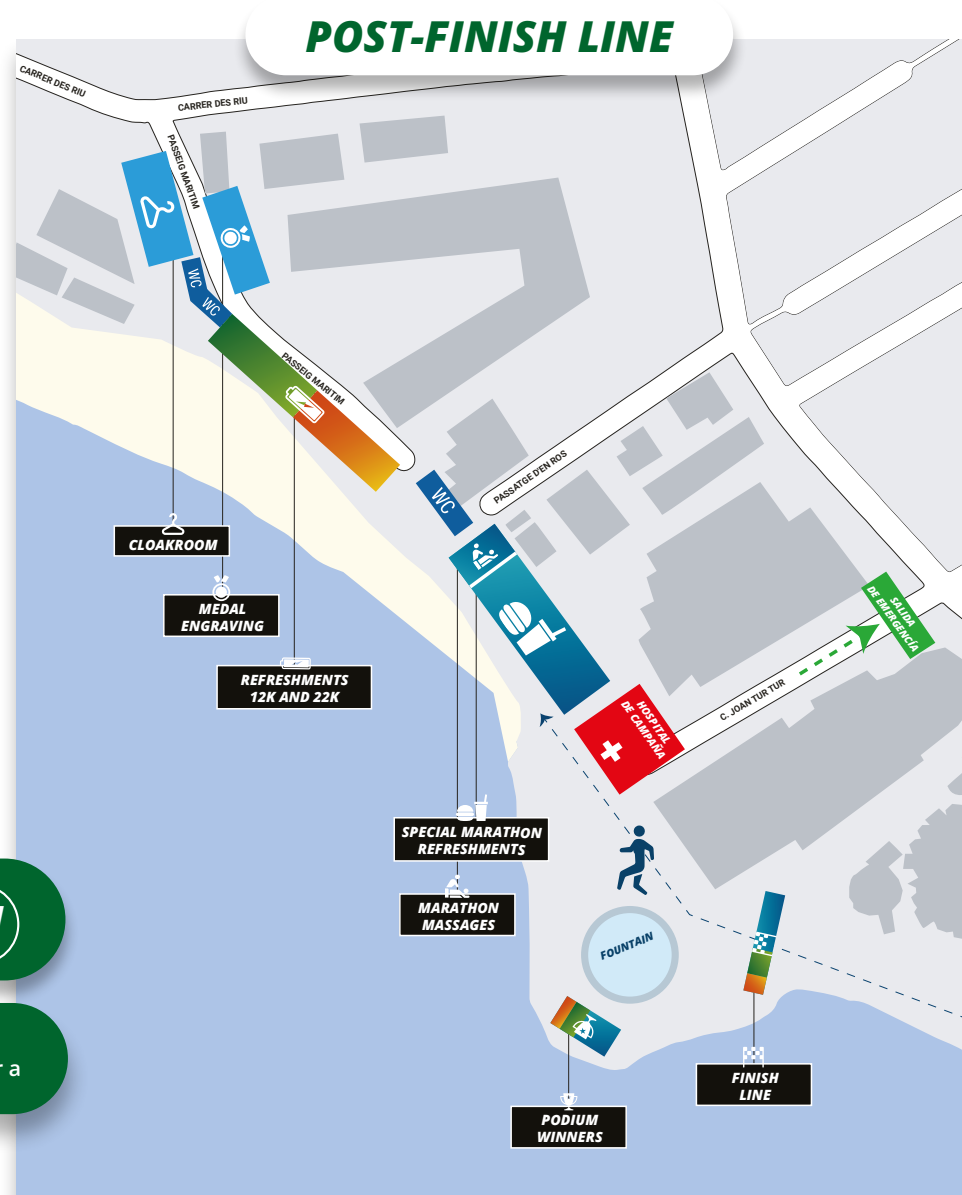 POST-FINISH LINE
CARRER DES RIU
CARRER DES RIU
PASSEIG MARITIM
WC
WC
PASSEIG MARITIM
PASSATGE D'EN ROS
WC
CLOAKROOM
MEDAL
ENGRAVING
REFRESHMENTS
12K AND 22K
SALIDA
DE EMERGENCÍA
C. JOAN TUR TUR
HOSPITAL
DE CAMPAÑA
SPECIAL MARATHON
REFRESHMENTS
MARATHON
MASSAGES
FOUNTAIN
r a
FINISH
LINE
PODIUM
WINNERS